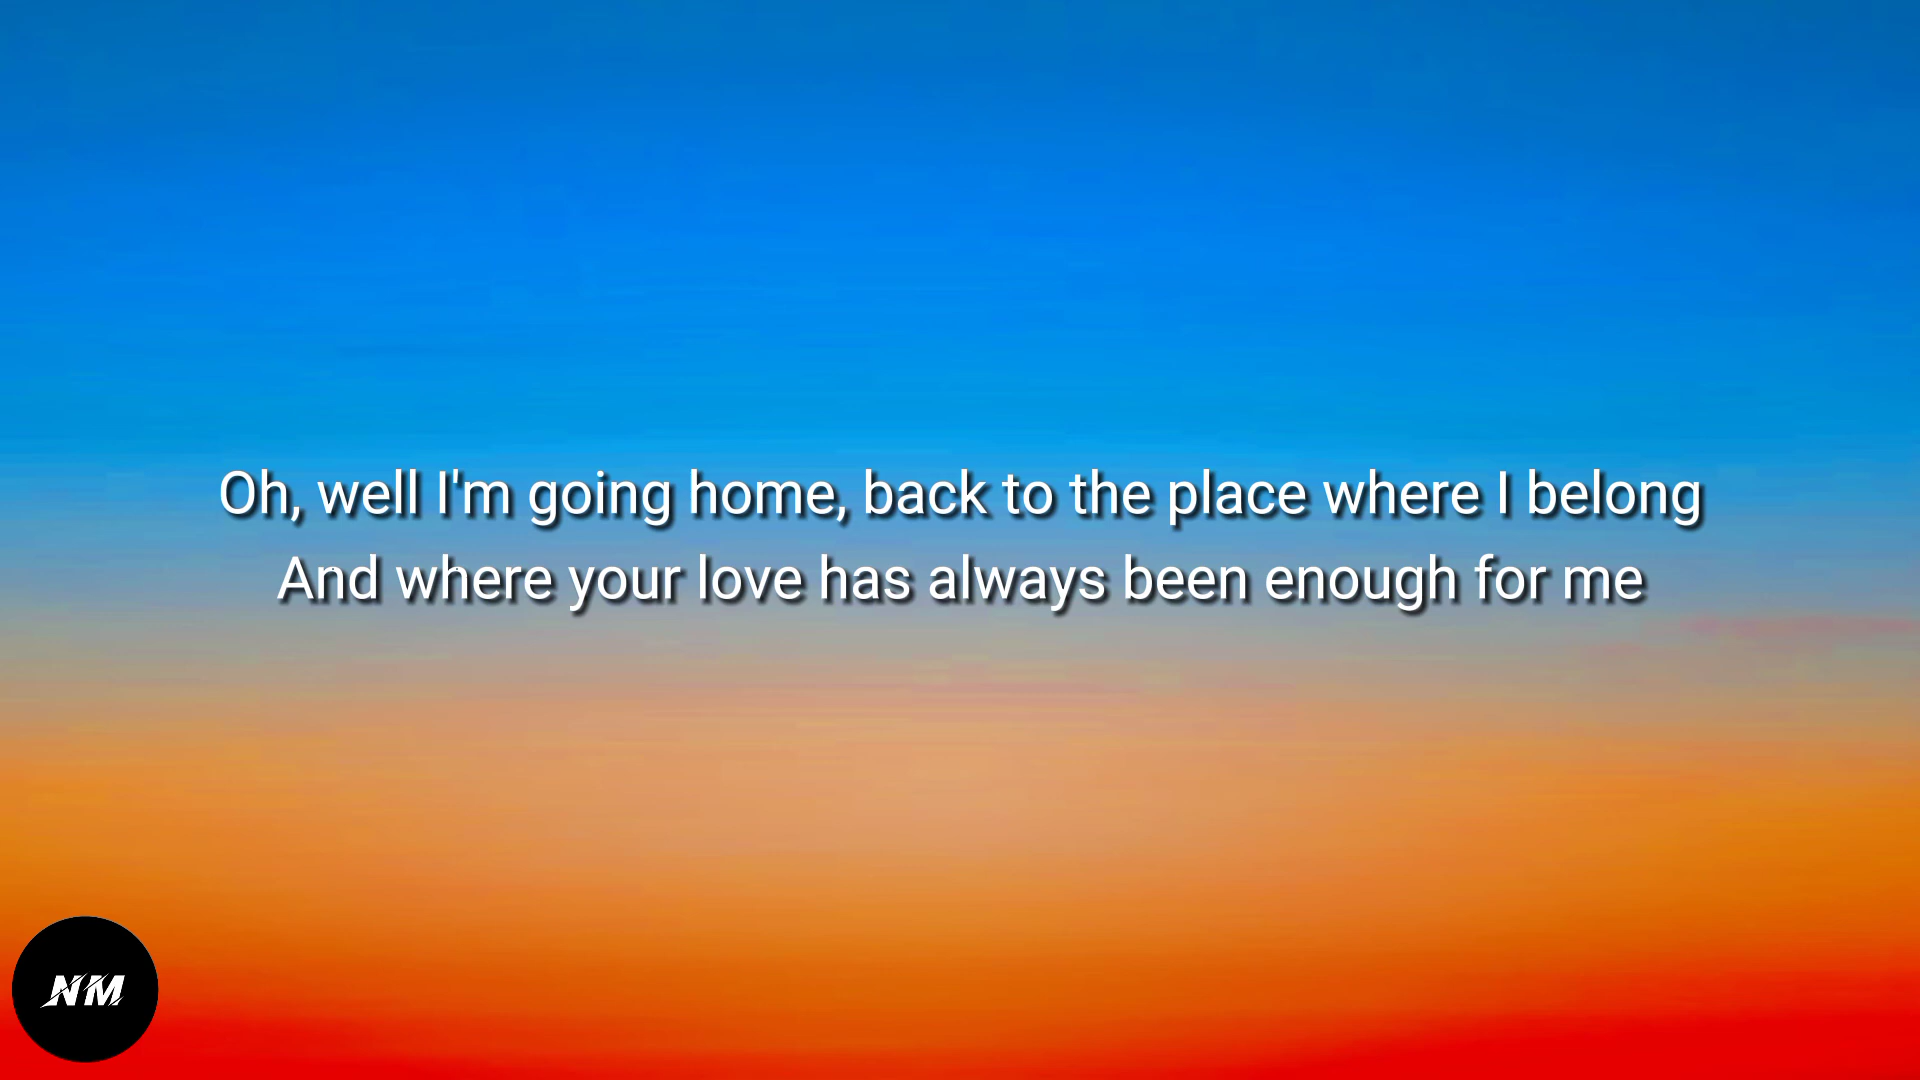 Oh, well I'm going home, back to the place where I belong
And where your love has always been enough for me
NM